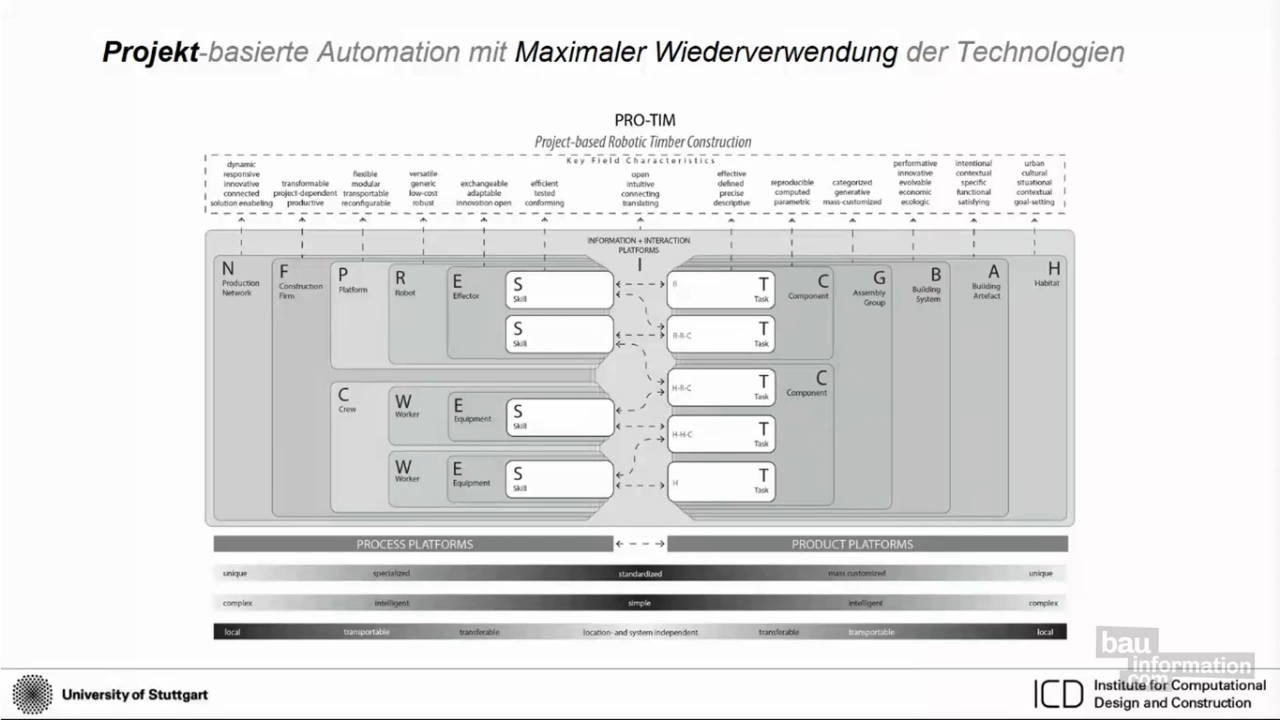 Projekt-basierte Automation mit Maximaler Wiederverwendung der Technologien
PRO-TIM
Project-based Robotic Timber Construction
Key Field Characteristics
dynamic
responsive
innovative
connected
solution enabeling
transformable
project-dependent
productive
flexible
modular
transportable
reconfigurable
versatile
generic
low-cost
robust
exchangeable
adaptable
innovation open
efficient
tested
conforming
open
intuitive
connecting
translating
effective
defined
precise
descriptive
reproducible
computed
parametric
categorized
generative
mass-customized
performative
innovative
evolvable
economic
ecologic
intentional
contextual
specific
functional
satisfying
urban
cultural
situational
contextual
goal-setting
INFORMATION + INTERACTION
PLATFORMS
I
N
Production
Network
F
Construction
Firm
P
Platform
R
Robot
E
Effector
S
Skill
S
Skill
C
Crew
W
Worker
E
Equipment
S
Skill
W
Worker
E
Equipment
S
Skill
R T
Task
R-R-C T
Task
H-R-C T
Task
H-H-C T
Task
H T
Task
C
Component
C
Component
G
Assembly
Group
B
Building
System
A
Building
Artefact
H
Habitat
PROCESS PLATFORMS PRODUCT PLATFORMS
unique specialized standardized mass customized unique
complex intelligent simple intelligent complex
local transportable transferable location- and system independent transferable transportable local
University of Stuttgart
ICD Institute for Computational
Design and Construction
bau
information
com